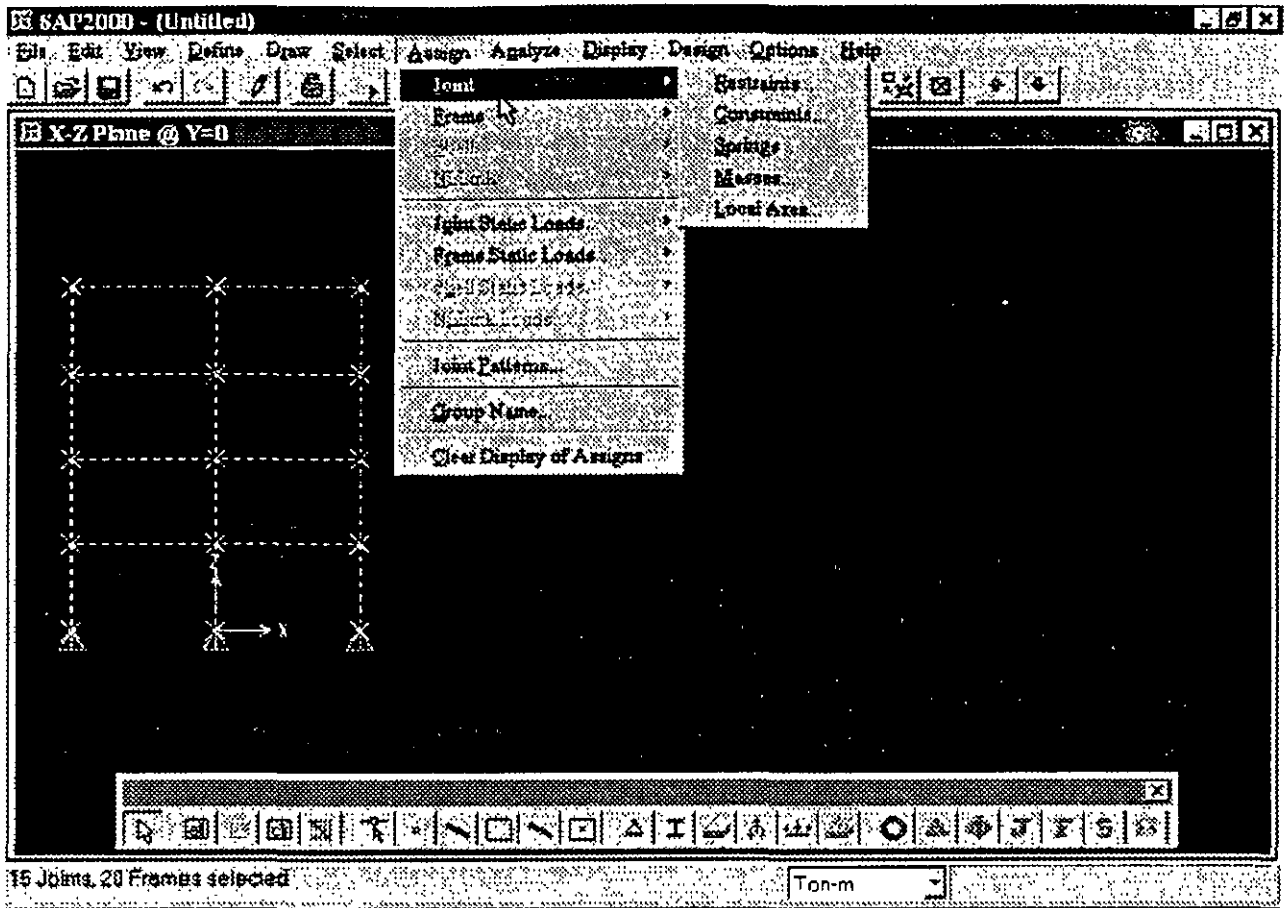 SAP2000 - (Untitled)
File Edit View Define Draw Select Assign Analyze Display Design Options Help
X-Z Plane @ Y=0
Joint
Frame
Joint Static Loads
Frame Static Loads...
Joint Patterns...
Group Name...
Clear Display of Assigns
Restraints...
Constraints...
Springs
Masses...
Local Axes...
Z
X
15 Joints, 20 Frames selected
Ton-m